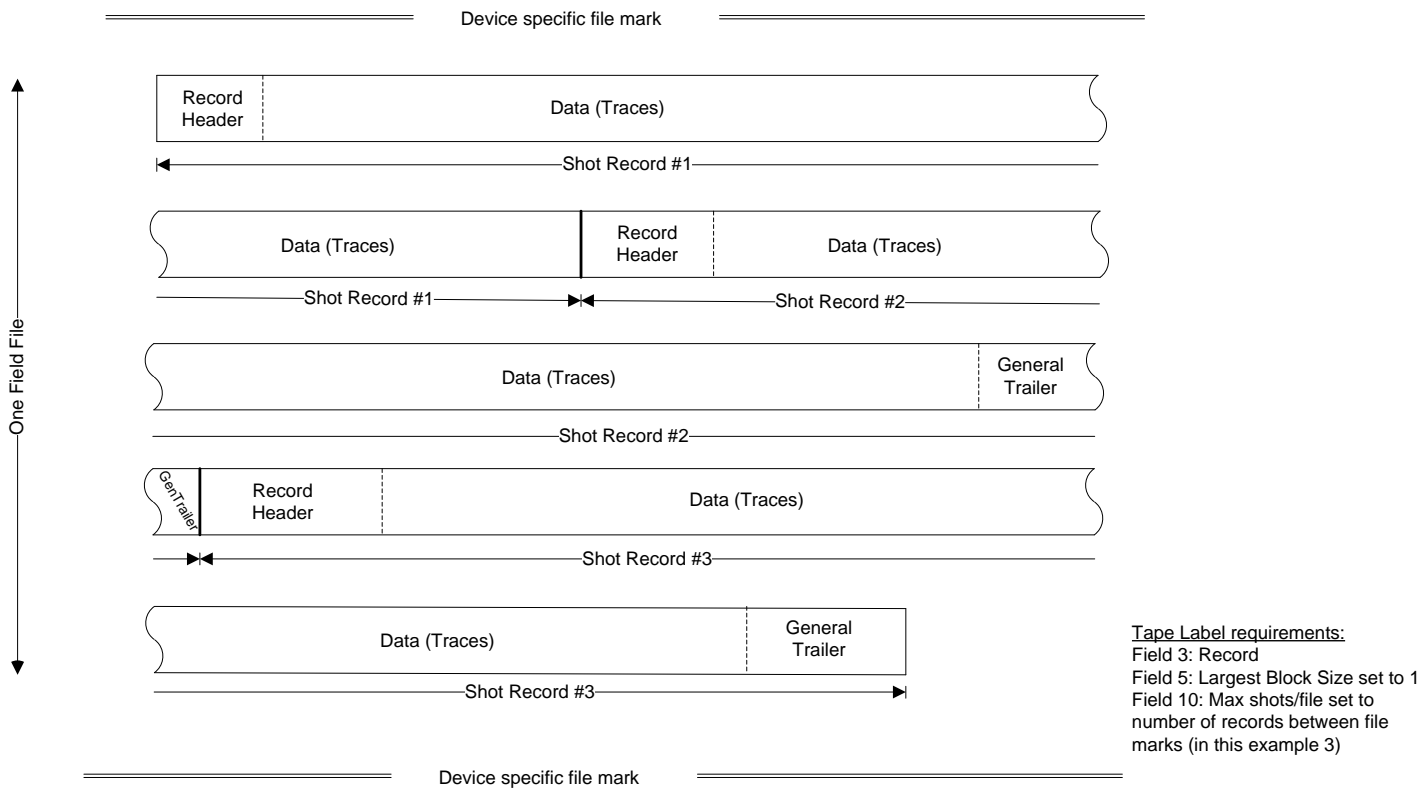 Device specific file mark
One Field File
Record
Header
Data (Traces)
Shot Record #1
Data (Traces)
Record
Header
Data (Traces)
Shot Record #1
Shot Record #2
Data (Traces)
General
Trailer
Shot Record #2
GenTrailer
Record
Header
Data (Traces)
Shot Record #3
Data (Traces)
General
Trailer
Shot Record #3
Tape Label requirements:
Field 3: Record
Field 5: Largest Block Size set to 1
Field 10: Max shots/file set to
number of records between file
marks (in this example 3)
Device specific file mark